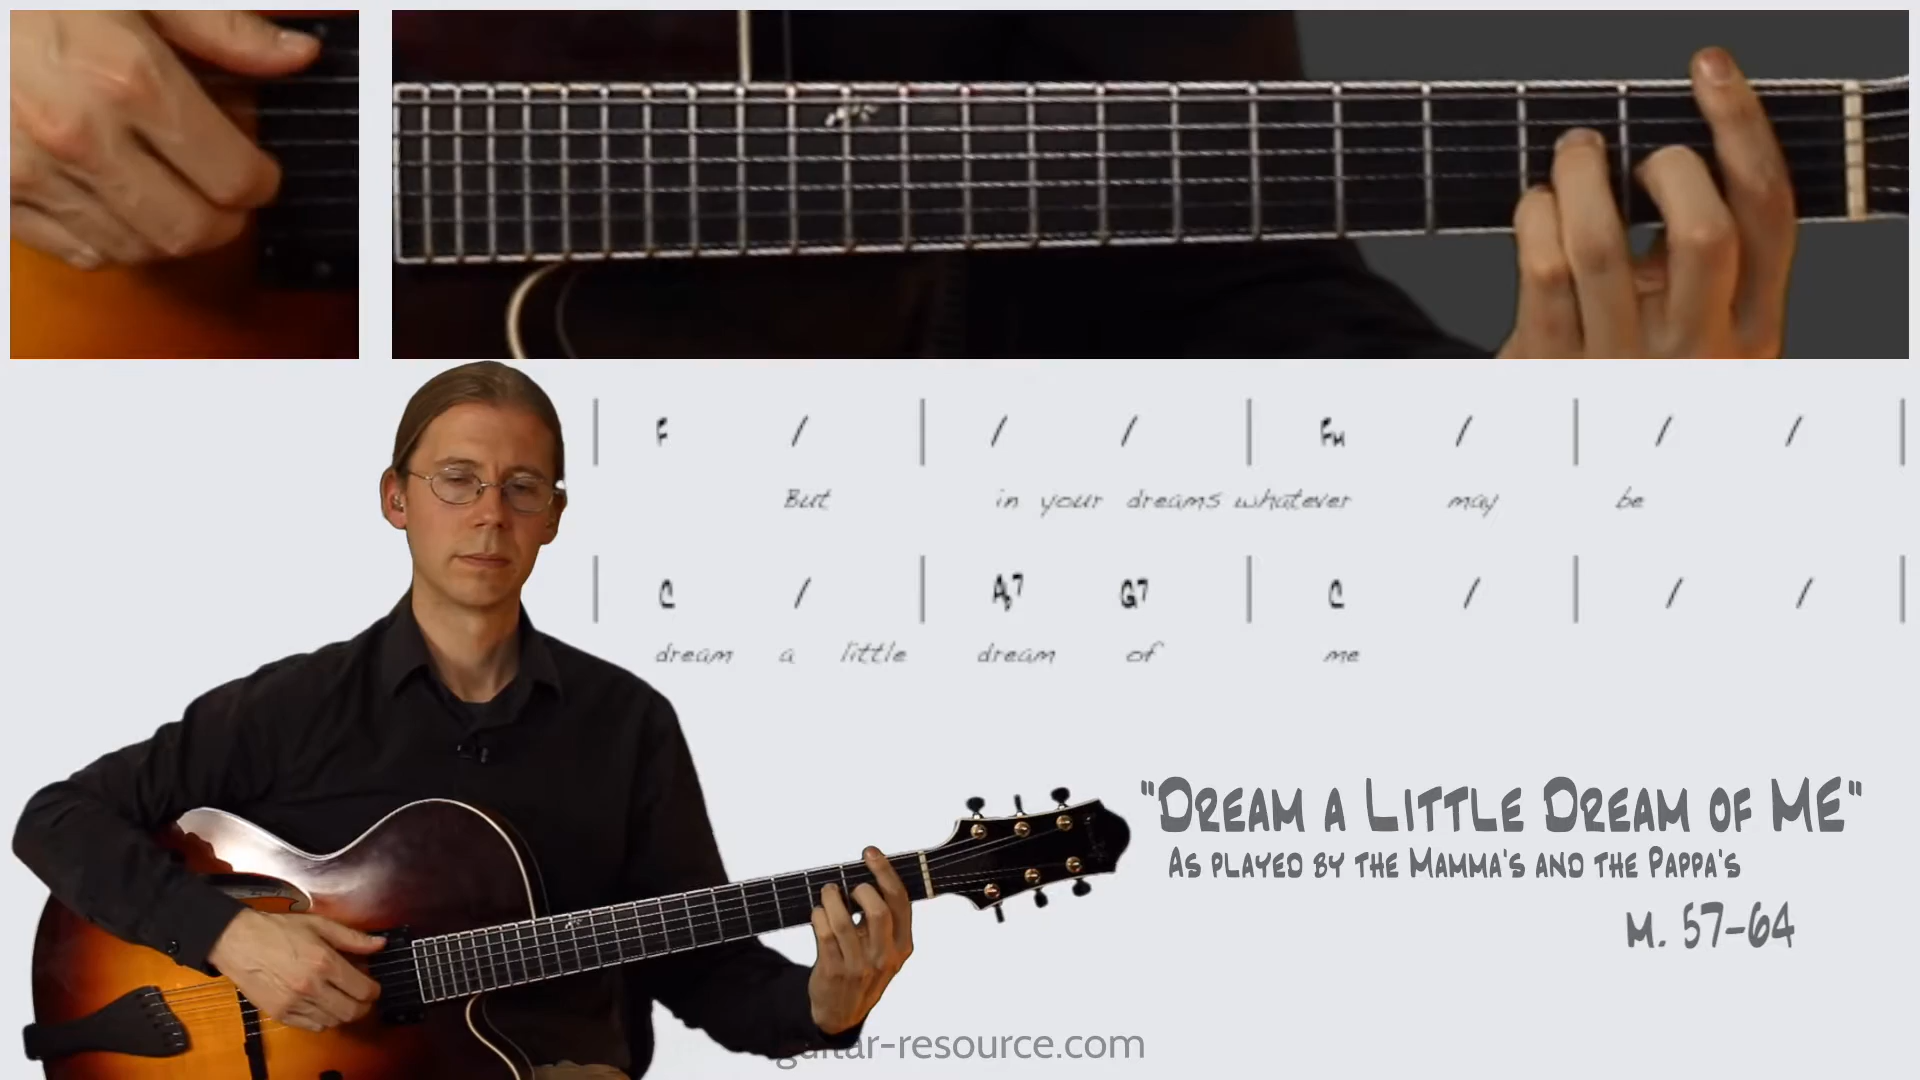 F / / / Fm / / /
But in your dreams whatever may be
C / Ab7 G7 C / / /
dream a little dream of me
"Dream a Little Dream of ME"
As played by the Mamma's and the Pappa's
M. 57-64
guitar-resource.com